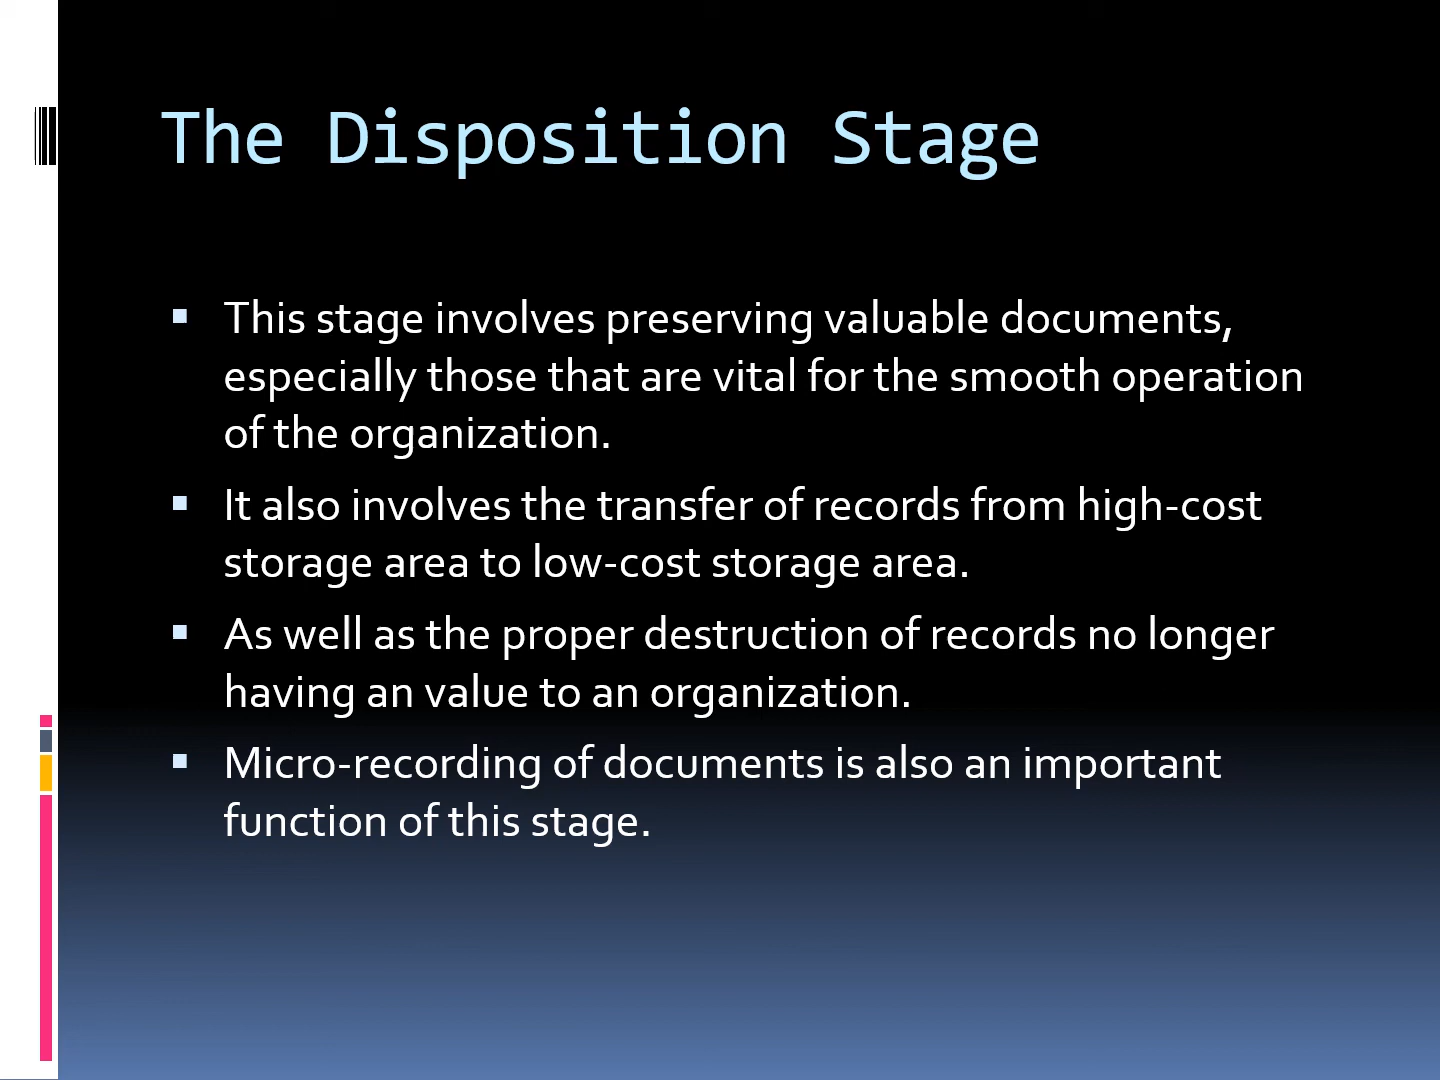 The Disposition Stage
This stage involves preserving valuable documents,
especially those that are vital for the smooth operation
of the organization.
It also involves the transfer of records from high-cost
storage area to low-cost storage area.
As well as the proper destruction of records no longer
having an value to an organization.
Micro-recording of documents is also an important
function of this stage.